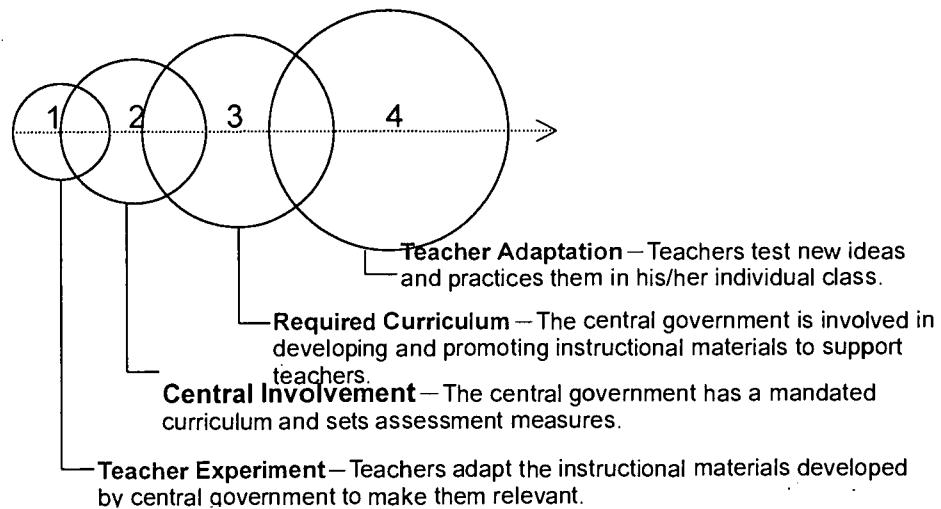 1 2 3 4
Teacher Adaptation — Teachers test new ideas
and practices them in his/her individual class.
Required Curriculum — The central government is involved in
developing and promoting instructional materials to support
teachers.
Central Involvement — The central government has a mandated
curriculum and sets assessment measures.
Teacher Experiment — Teachers adapt the instructional materials developed
by central government to make them relevant.